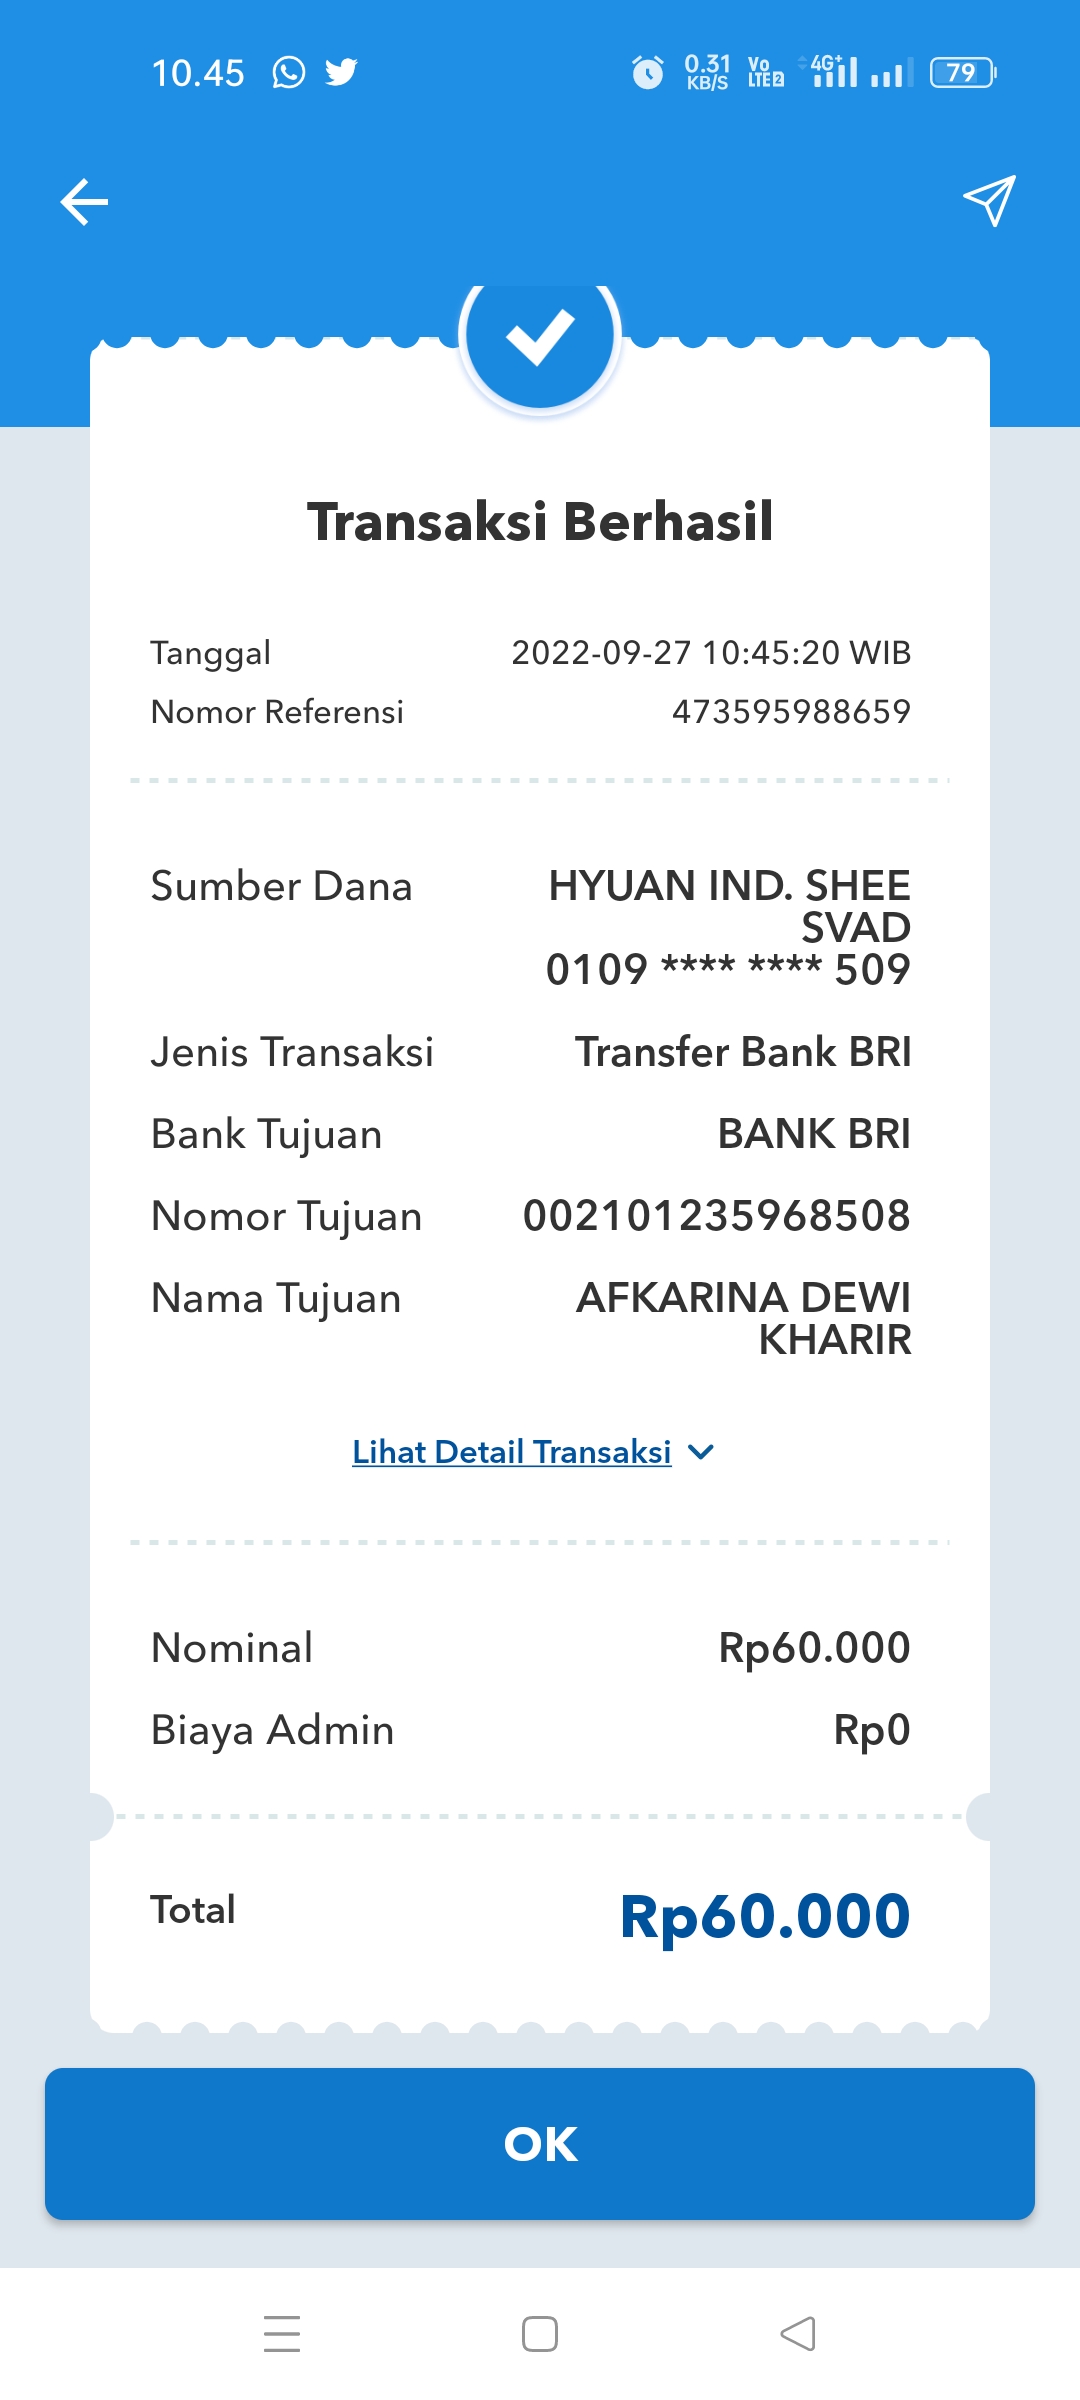 10.45 0.31 KB/S Vo LTE2 4G+ 79
Transaksi Berhasil
Tanggal 2022-09-27 10:45:20 WIB
Nomor Referensi 473595988659
Sumber Dana HYUAN IND. SHEE
SVAD
0109 **** **** 509
Jenis Transaksi Transfer Bank BRI
Bank Tujuan BANK BRI
Nomor Tujuan 002101235968508
Nama Tujuan AFKARINA DEWI
KHARIR
Lihat Detail Transaksi
Nominal Rp60.000
Biaya Admin Rp0
Total Rp60.000
OK